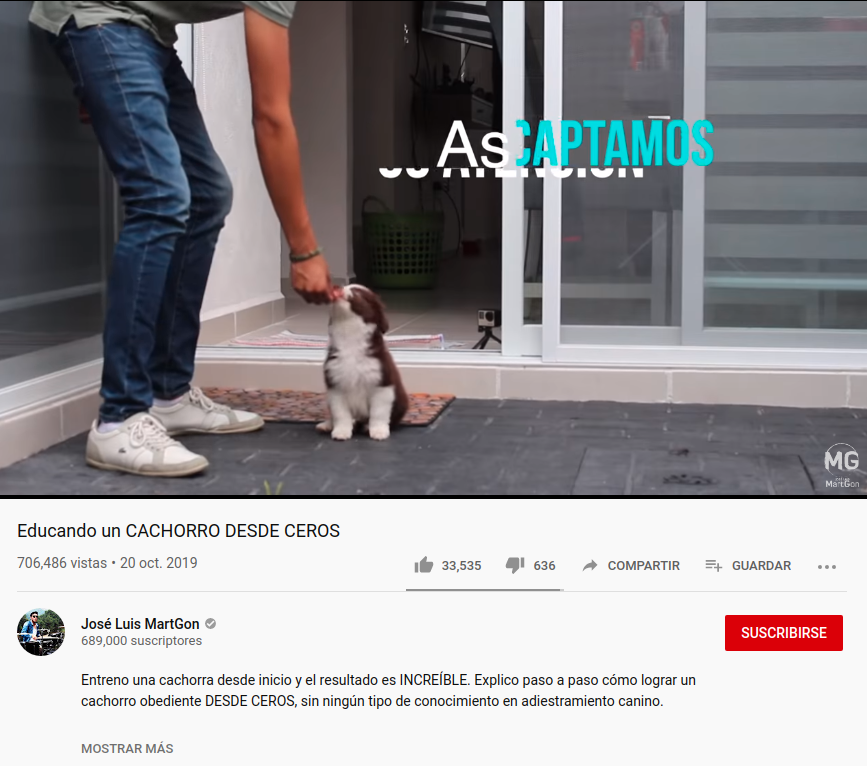 As CAPTAMOS
SU ATENCIÓN
MG
MartGon
Educando un CACHORRO DESDE CEROS
706,486 vistas • 20 oct. 2019
33,535
636
COMPARTIR
GUARDAR
José Luis MartGon
689,000 suscriptores
SUSCRIBIRSE
Entreno una cachorra desde inicio y el resultado es INCREÍBLE. Explico paso a paso cómo lograr un
cachorro obediente DESDE CEROS, sin ningún tipo de conocimiento en adiestramiento canino.
MOSTRAR MÁS